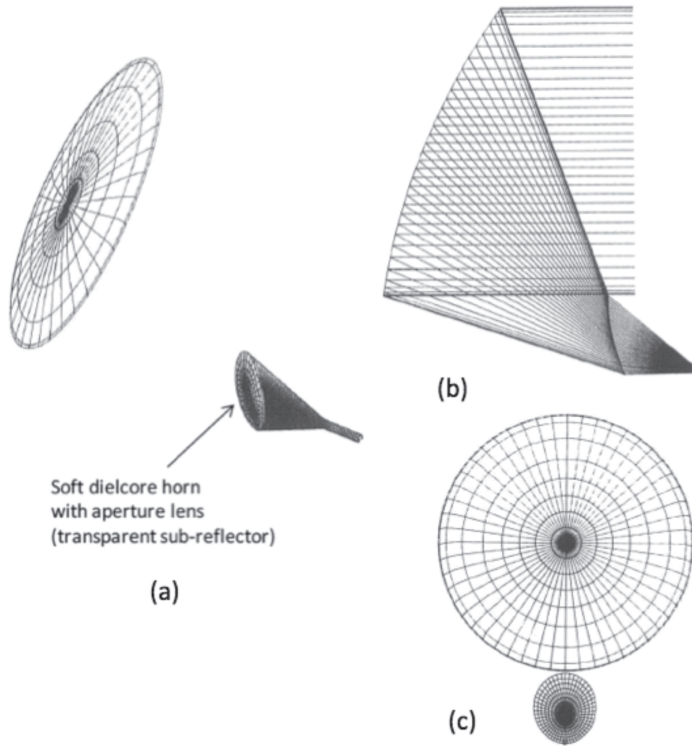 (b)
Soft dielcore horn
with aperture lens
(transparent sub-reflector)
(a)
(c)